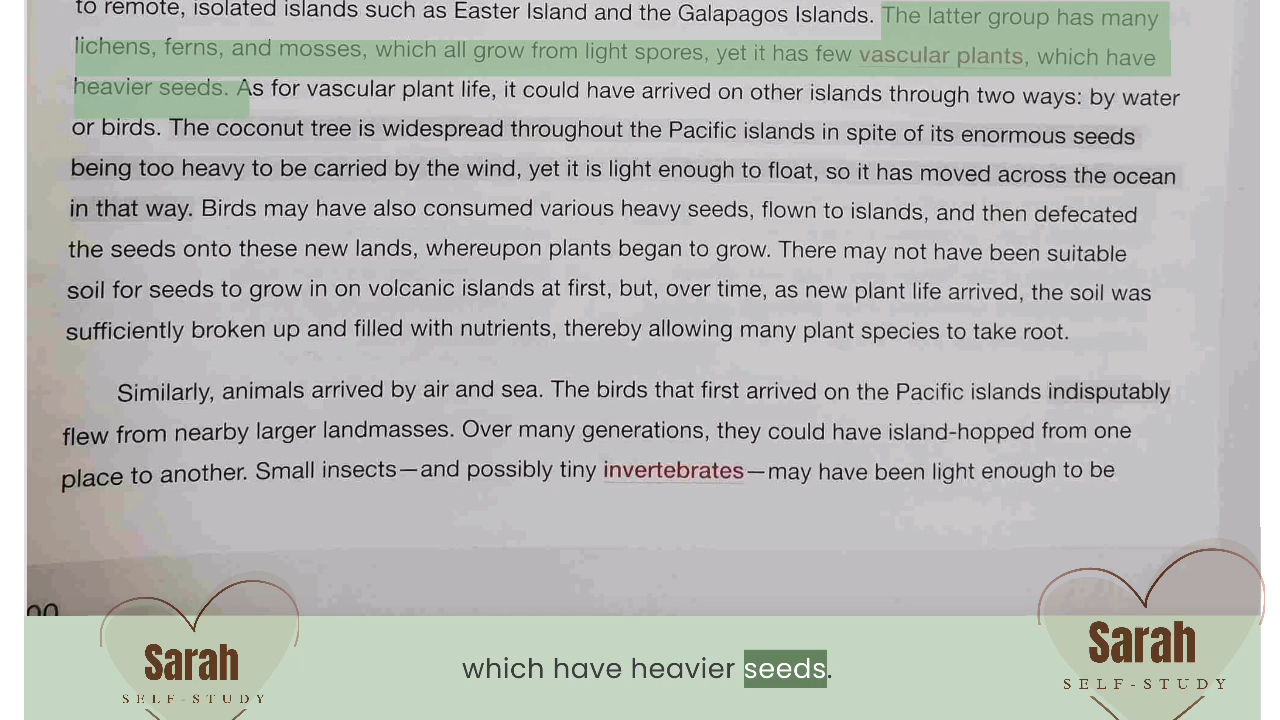 to remote, isolated islands such as Easter Island and the Galapagos Islands. The latter group has many
lichens, ferns, and mosses, which all grow from light spores, yet it has few vascular plants, which have
heavier seeds. As for vascular plant life, it could have arrived on other islands through two ways: by water
or birds. The coconut tree is widespread throughout the Pacific islands in spite of its enormous seeds
being too heavy to be carried by the wind, yet it is light enough to float, so it has moved across the ocean
in that way. Birds may have also consumed various heavy seeds, flown to islands, and then defecated
the seeds onto these new lands, whereupon plants began to grow. There may not have been suitable
soil for seeds to grow in on volcanic islands at first, but, over time, as new plant life arrived, the soil was
sufficiently broken up and filled with nutrients, thereby allowing many plant species to take root.
Similarly, animals arrived by air and sea. The birds that first arrived on the Pacific islands indisputably
flew from nearby larger landmasses. Over many generations, they could have island-hopped from one
place to another. Small insects—and possibly tiny invertebrates—may have been light enough to be
Sarah
SELF-STUDY
which have heavier seeds.
Sarah
SELF-STUDY